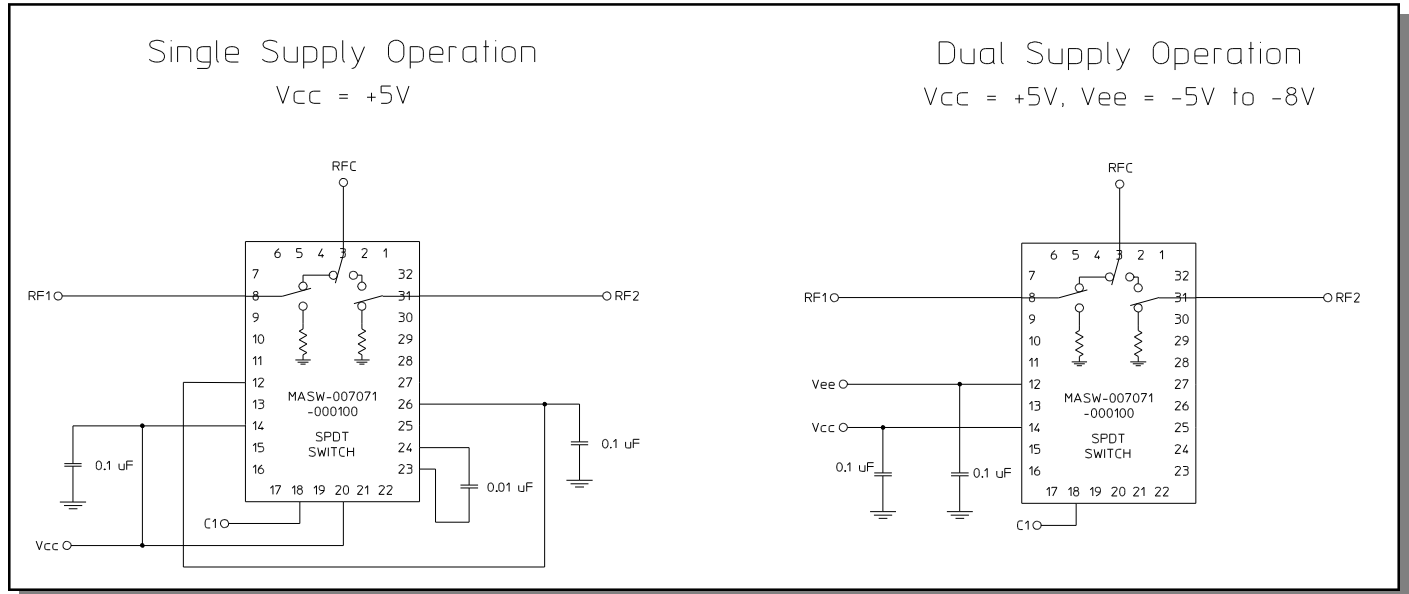 Single Supply Operation
Vcc = +5V
RFC
6 5 4 3 2 1
7 32
RF1 8 31 RF2
9 30
10 29
11 28
12 27
MASW-007071
-000100
13 26
14 25
SPDT
SWITCH
15 24
16 23
0.1 uF
0.1 uF
0.01 uF
17 18 19 20 21 22
C1
Vcc
Dual Supply Operation
Vcc = +5V, Vee = -5V to -8V
RFC
6 5 4 3 2 1
7 32
RF1 8 31 RF2
9 30
10 29
11 28
Vee 12 27
MASW-007071
-000100
13 26
Vcc 14 25
SPDT
SWITCH
15 24
16 23
0.1 uF
0.1 uF
17 18 19 20 21 22
C1